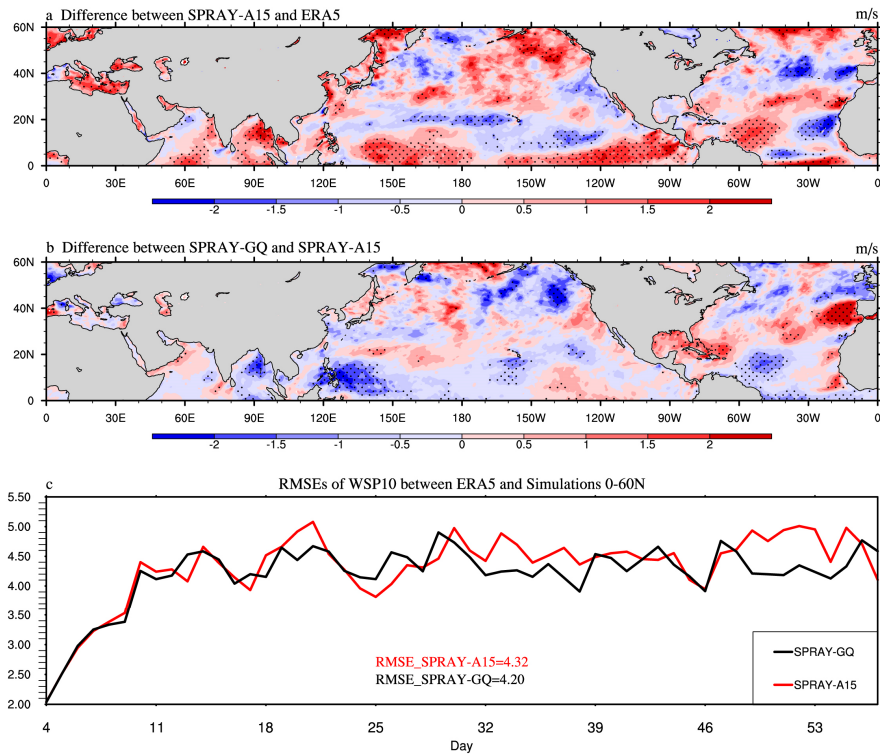 a Difference between SPRAY-A15 and ERA5 m/s
60N
40N
20N
0
0 30E 60E 90E 120E 150E 180 150W 120W 90W 60W 30W 0
-2 -1.5 -1 -0.5 0 0.5 1 1.5 2
b Difference between SPRAY-GQ and SPRAY-A15 m/s
60N
40N
20N
0
0 30E 60E 90E 120E 150E 180 150W 120W 90W 60W 30W 0
-2 -1.5 -1 -0.5 0 0.5 1 1.5 2
c RMSEs of WSP10 between ERA5 and Simulations 0-60N
5.50
5.00
4.50
4.00
3.50
3.00
2.50
2.00
RMSE_SPRAY-A15=4.32
RMSE_SPRAY-GQ=4.20
SPRAY-GQ
SPRAY-A15
4 11 18 25 32 39 46 53
Day